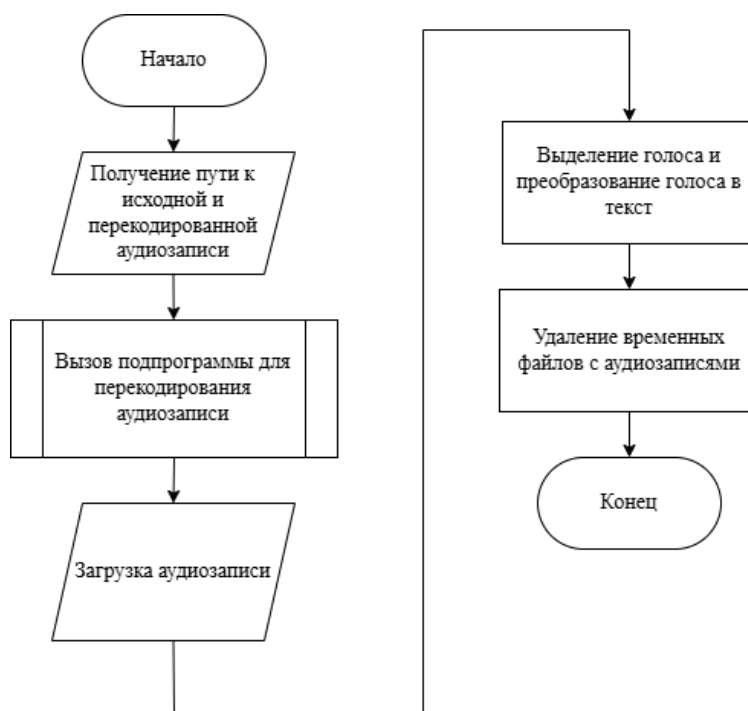 Начало
Получение пути к
исходной и
перекодированной
аудиозаписи
Вызов подпрограммы для
перекодирования
аудиозаписи
Загрузка аудиозаписи
Выделение голоса и
преобразование голоса в
текст
Удаление временных
файлов с аудиозаписями
Конец